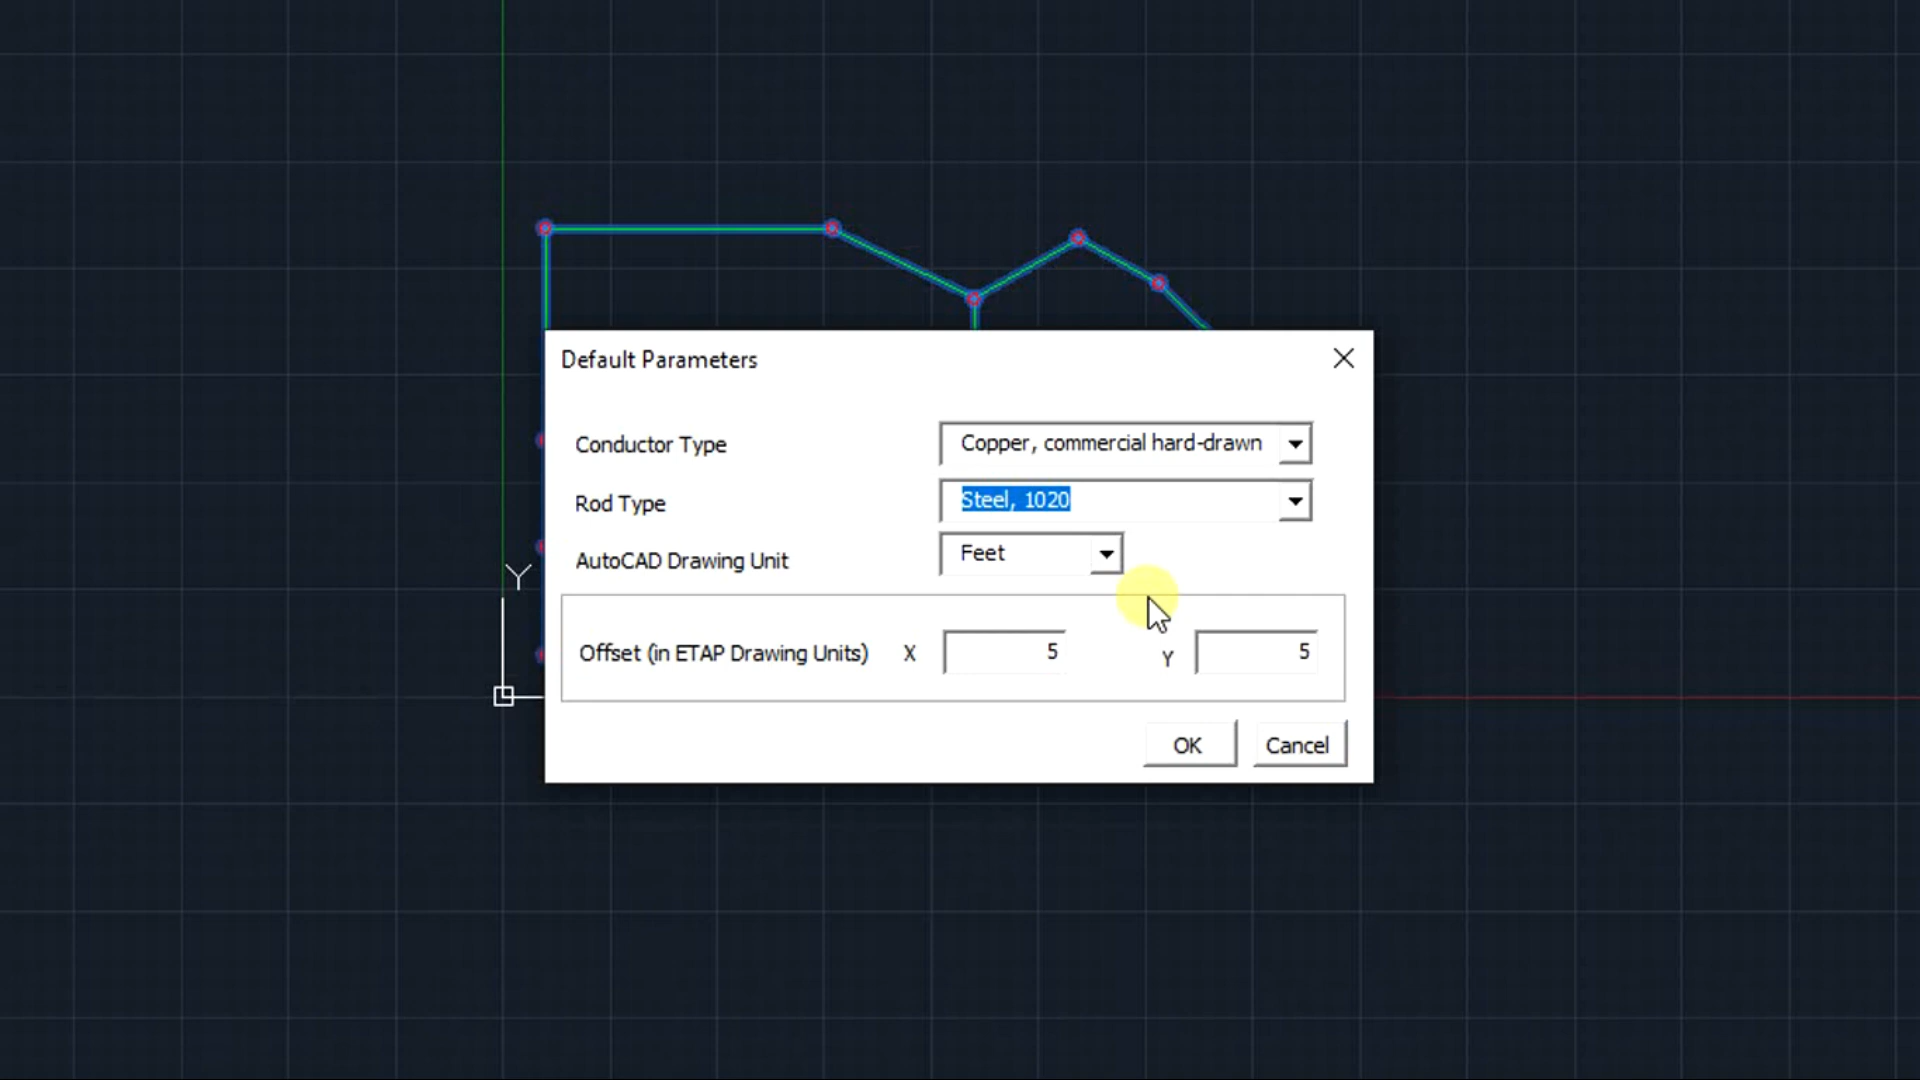 Default Parameters
Conductor Type Copper, commercial hard-drawn
Rod Type Steel, 1020
AutoCAD Drawing Unit Feet
Y
Offset (in ETAP Drawing Units) X 5 Y 5
OK Cancel